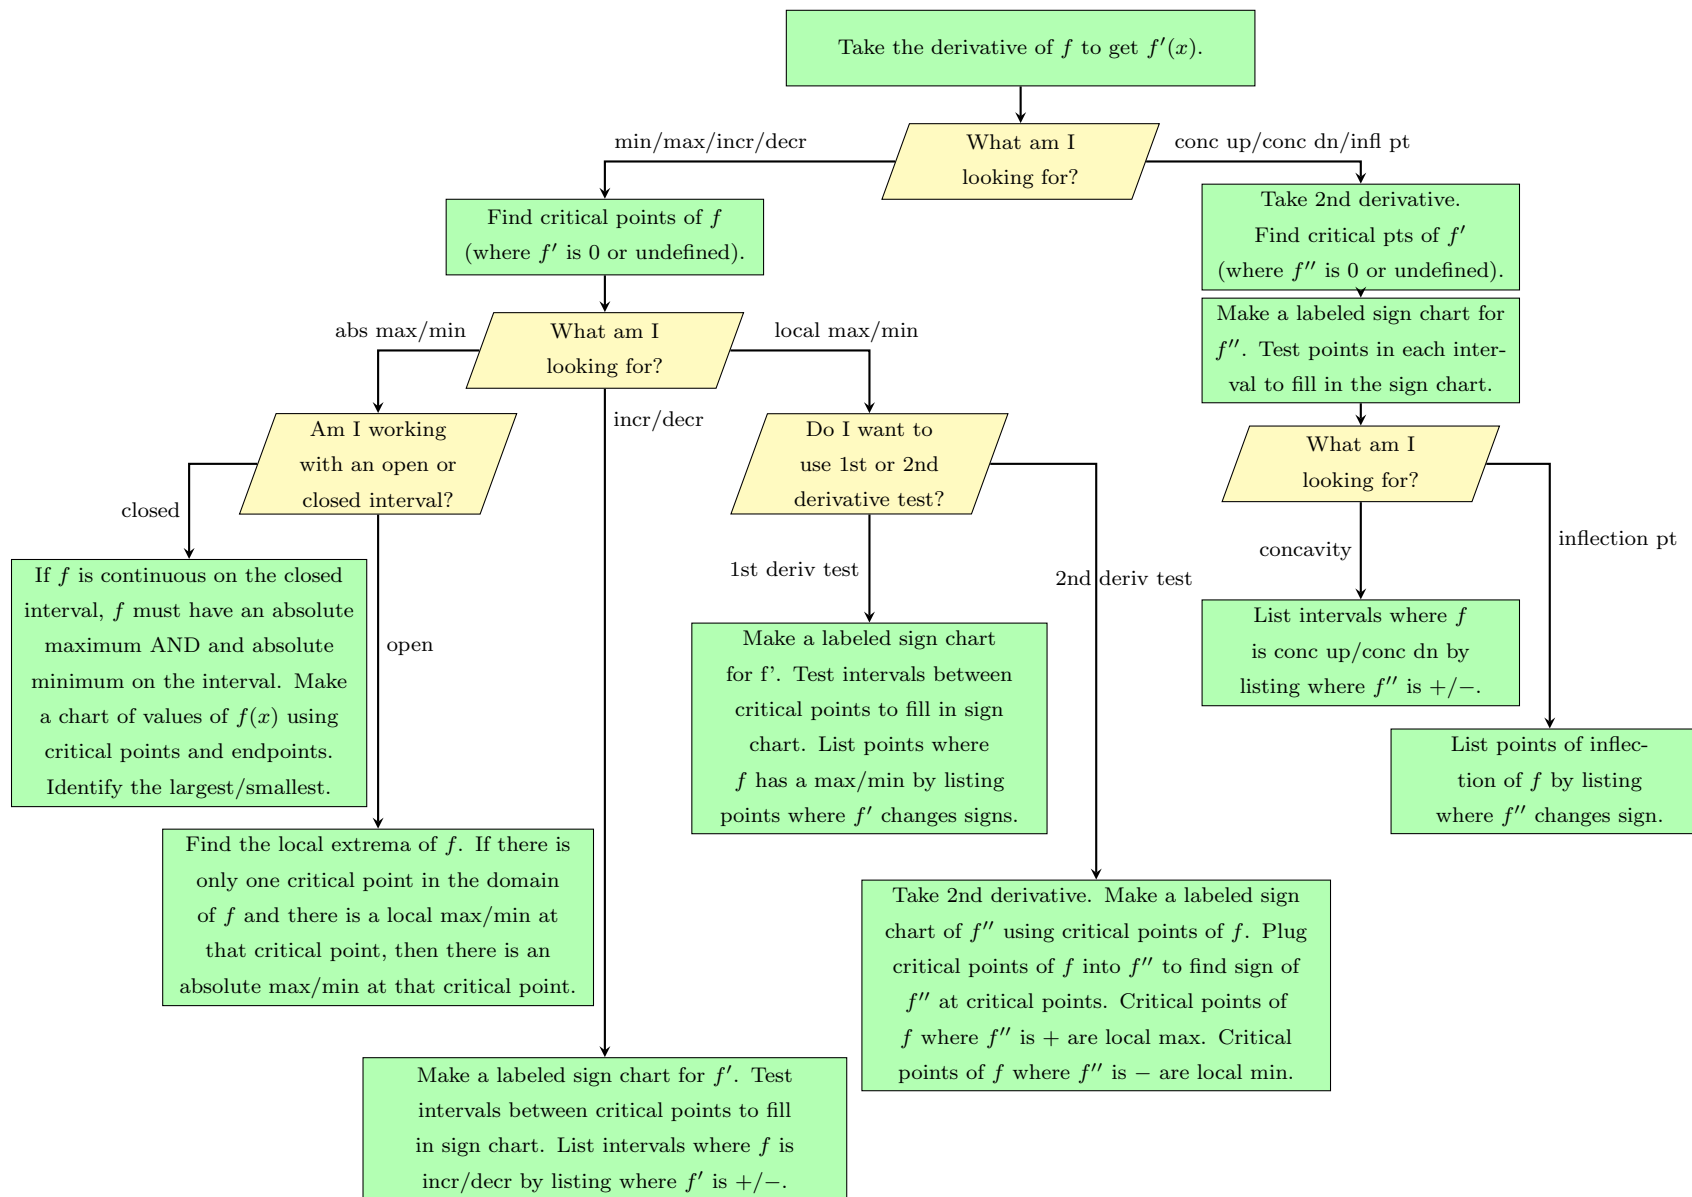 Take the derivative of f to get f′(x).
What am I
looking for?
min/max/incr/decr
conc up/conc dn/infl pt
Find critical points of f
(where f′ is 0 or undefined).
Take 2nd derivative.
Find critical pts of f′
(where f′′ is 0 or undefined).
Make a labeled sign chart for
f′′. Test points in each inter-
val to fill in the sign chart.
What am I
looking for?
abs max/min
local max/min
incr/decr
Am I working
with an open or
closed interval?
Do I want to
use 1st or 2nd
derivative test?
What am I
looking for?
closed
open
1st deriv test
2nd deriv test
concavity
inflection pt
If f is continuous on the closed
interval, f must have an absolute
maximum AND and absolute
minimum on the interval. Make
a chart of values of f(x) using
critical points and endpoints.
Identify the largest/smallest.
Make a labeled sign chart
for f’. Test intervals between
critical points to fill in sign
chart. List points where
f has a max/min by listing
points where f′ changes signs.
List intervals where f
is conc up/conc dn by
listing where f′′ is +/−.
List points of inflec-
tion of f by listing
where f′′ changes sign.
Find the local extrema of f. If there is
only one critical point in the domain
of f and there is a local max/min at
that critical point, then there is an
absolute max/min at that critical point.
Take 2nd derivative. Make a labeled sign
chart of f′′ using critical points of f. Plug
critical points of f into f′′ to find sign of
f′′ at critical points. Critical points of
f where f′′ is + are local max. Critical
points of f where f′′ is − are local min.
Make a labeled sign chart for f′. Test
intervals between critical points to fill
in sign chart. List intervals where f is
incr/decr by listing where f′ is +/−.